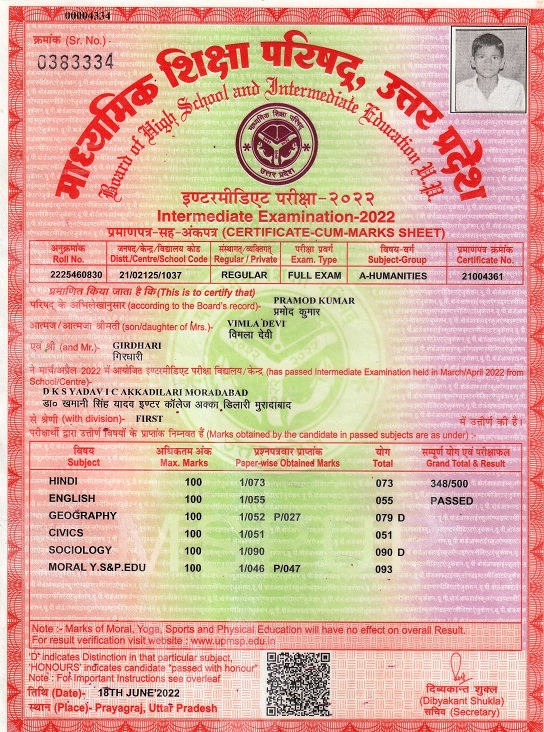 00004334
क्रमांक (Sr. No.) -
0383334
माध्यमिक शिक्षा परिषद्, उत्तर प्रदेश
Board of High School and Intermediate Education U.P.
माध्यमिक शिक्षा परिषद्
उत्तर प्रदेश
इण्टरमीडिएट परीक्षा-२०२२
Intermediate Examination-2022
प्रमाणपत्र-सह-अंकपत्र (CERTIFICATE-CUM-MARKS SHEET)
अनुक्रमांक जनपद/केन्द्र/विद्यालय कोड संस्थागत/व्यक्तिगत परीक्षा प्रवर्ग विषय-वर्ग प्रमाणपत्र क्रमांक
Roll No. Distt./Centre/School Code Regular / Private Exam. Type Subject-Group Certificate No.
2225460830 21/02125/1037 REGULAR FULL EXAM A-HUMANITIES 21004361
प्रमाणित किया जाता है कि(This is to certify that)
परिषद् के अभिलेखानुसार (according to the Board's record)- PRAMOD KUMAR
प्रमोद कुमार
आत्मज/आत्मजा श्रीमती (son/daughter of Mrs.)- VIMLA DEVI
विमला देवी
एवं श्री (and Mr.)- GIRDHARI
गिरधारी
ने मार्च/अप्रैल 2022 में आयोजित इण्टरमीडिएट परीक्षा विद्यालय/केन्द्र (has passed Intermediate Examination held in March/April 2022 from
School/Centre)-
D K S YADAV I C AKKADILARI MORADABAD
डा० खमानी सिंह यादव इण्टर कॉलेज अक्का डिलारी मुरादाबाद
से श्रेणी (with division)- FIRST में उत्तीर्ण की है।
परीक्षार्थी द्वारा उत्तीर्ण विषयों के प्राप्तांक निम्नवत हैं (Marks obtained by the candidate in passed subjects are as under) :-
विषय अधिकतम अंक प्रश्नपत्रवार प्राप्तांक योग सम्पूर्ण योग एवं परीक्षाफल
Subject Max. Marks Paper-wise Obtained Marks Total Grand Total & Result
HINDI 100 1/073 073 348/500
ENGLISH 100 1/055 055 PASSED
GEOGRAPHY 100 1/052 P/027 079 D
CIVICS 100 1/051 051
SOCIOLOGY 100 1/090 090 D
MORAL Y.S&P.EDU 100 1/046 P/047 093
Note :- Marks of Moral, Yoga, Sports and Physical Education will have no effect on overall Result.
For result verification visit website : www.upmsp.edu.in
'D' indicates Distinction in that particular subject,
'HONOURS' indicates candidate "passed with honour"
Note : For Important Instructions see overleaf
तिथि (Date)- 18TH JUNE'2022
स्थान (Place)- Prayagraj, Uttar Pradesh
दिव्यकान्त शुक्ल
(Dibyakant Shukla)
सचिव (Secretary)